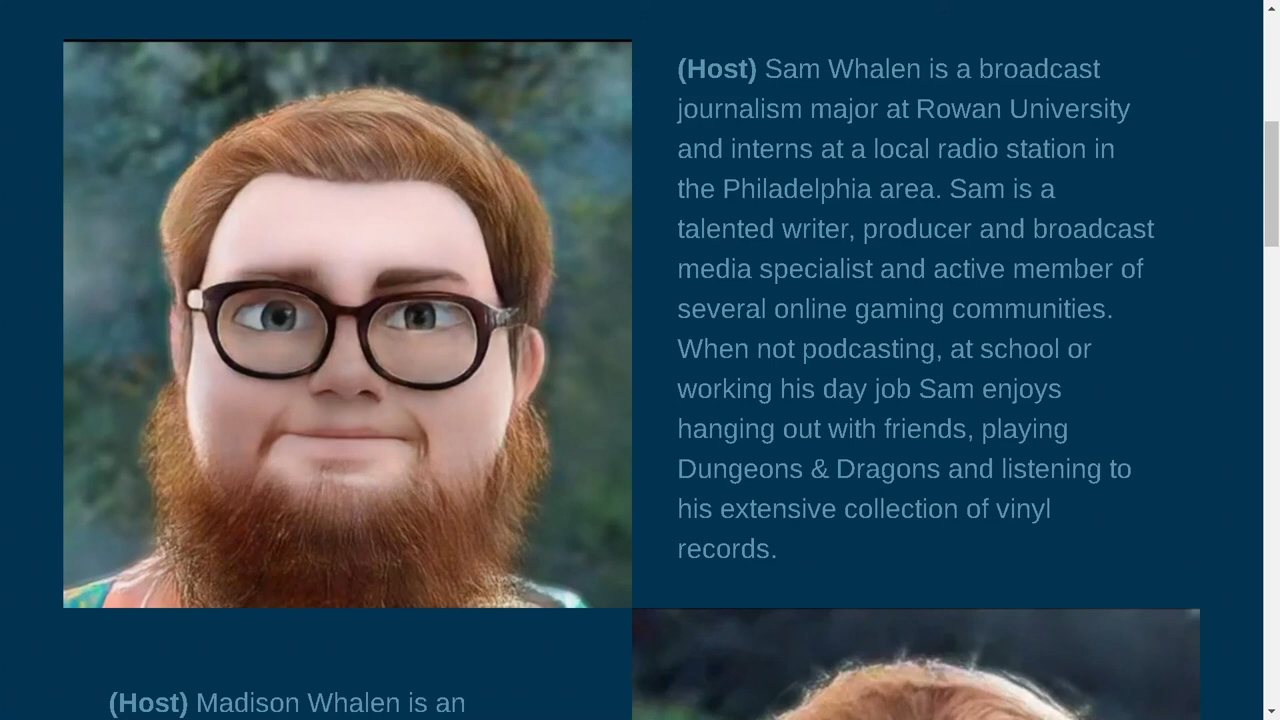 (Host) Sam Whalen is a broadcast
journalism major at Rowan University
and interns at a local radio station in
the Philadelphia area. Sam is a
talented writer, producer and broadcast
media specialist and active member of
several online gaming communities.
When not podcasting, at school or
working his day job Sam enjoys
hanging out with friends, playing
Dungeons & Dragons and listening to
his extensive collection of vinyl
records.
(Host) Madison Whalen is an